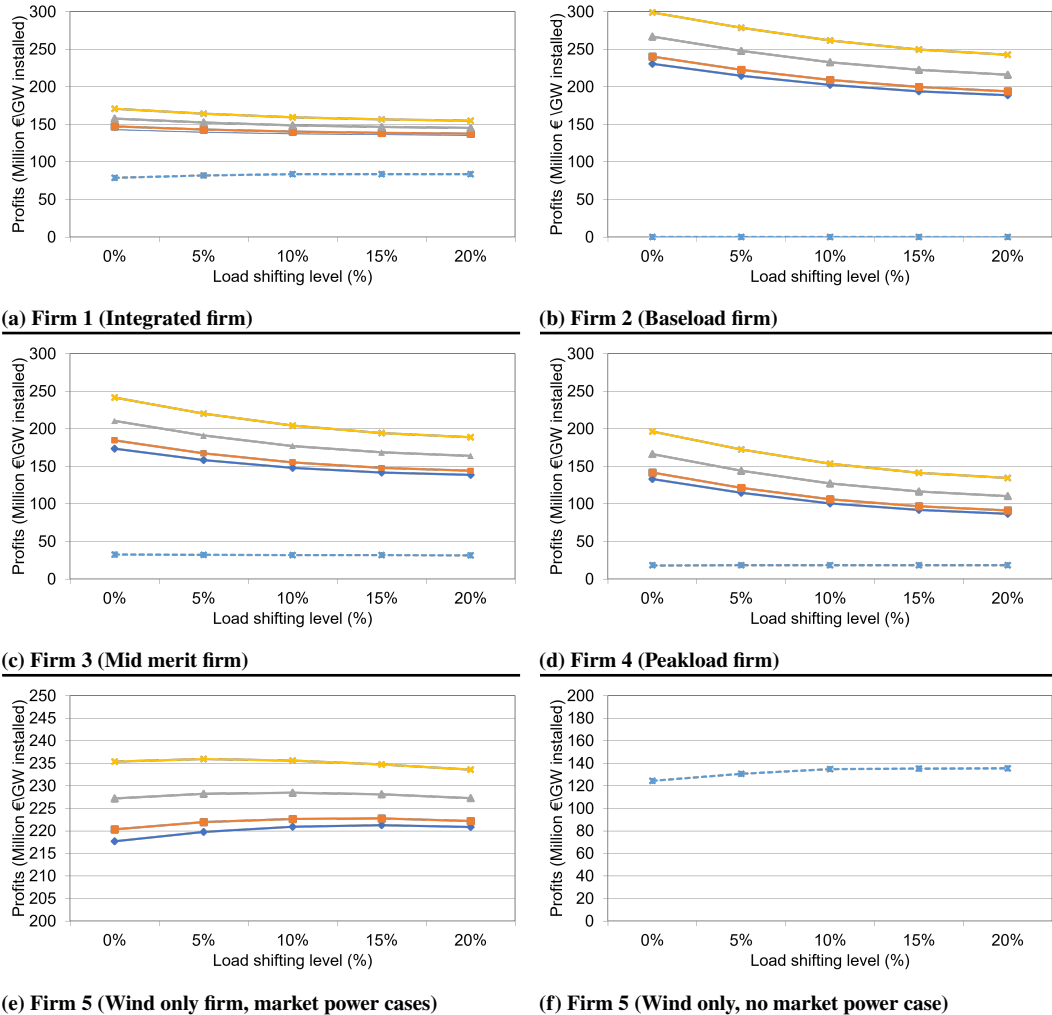 Profits (Million €\GW installed)
300
250
200
150
100
50
0
0% 5% 10% 15% 20%
Load shifting level (%)
(a) Firm 1 (Integrated firm)
Profits (Million € \GW installed)
300
250
200
150
100
50
0
0% 5% 10% 15% 20%
Load shifting level (%)
(b) Firm 2 (Baseload firm)
Profits (Million €\GW installed)
300
250
200
150
100
50
0
0% 5% 10% 15% 20%
Load shifting level (%)
(c) Firm 3 (Mid merit firm)
Profits (Million €\GW installed)
300
250
200
150
100
50
0
0% 5% 10% 15% 20%
Load shifting level (%)
(d) Firm 4 (Peakload firm)
Profits (Million €\GW installed)
250
245
240
235
230
225
220
215
210
205
200
0% 5% 10% 15% 20%
Load shifting level (%)
(e) Firm 5 (Wind only firm, market power cases)
Profits (Million €\GW installed)
200
180
160
140
120
100
80
60
40
20
0
0% 5% 10% 15% 20%
Load shifting level (%)
(f) Firm 5 (Wind only, no market power case)